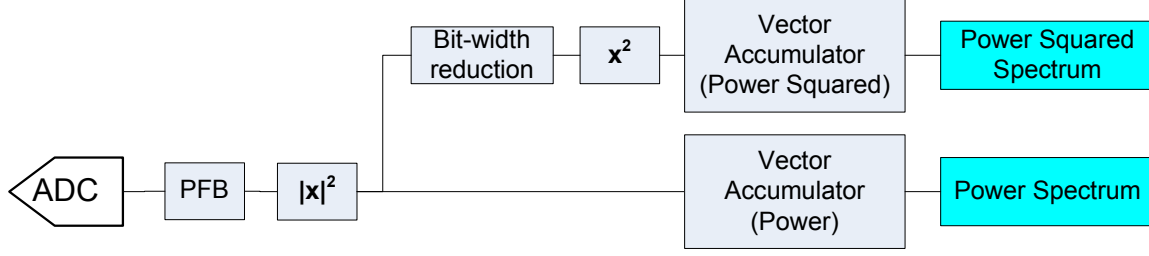 Bit-width
reduction
x²
Vector
Accumulator
(Power Squared)
Power Squared
Spectrum
ADC
PFB
|x|²
Vector
Accumulator
(Power)
Power Spectrum